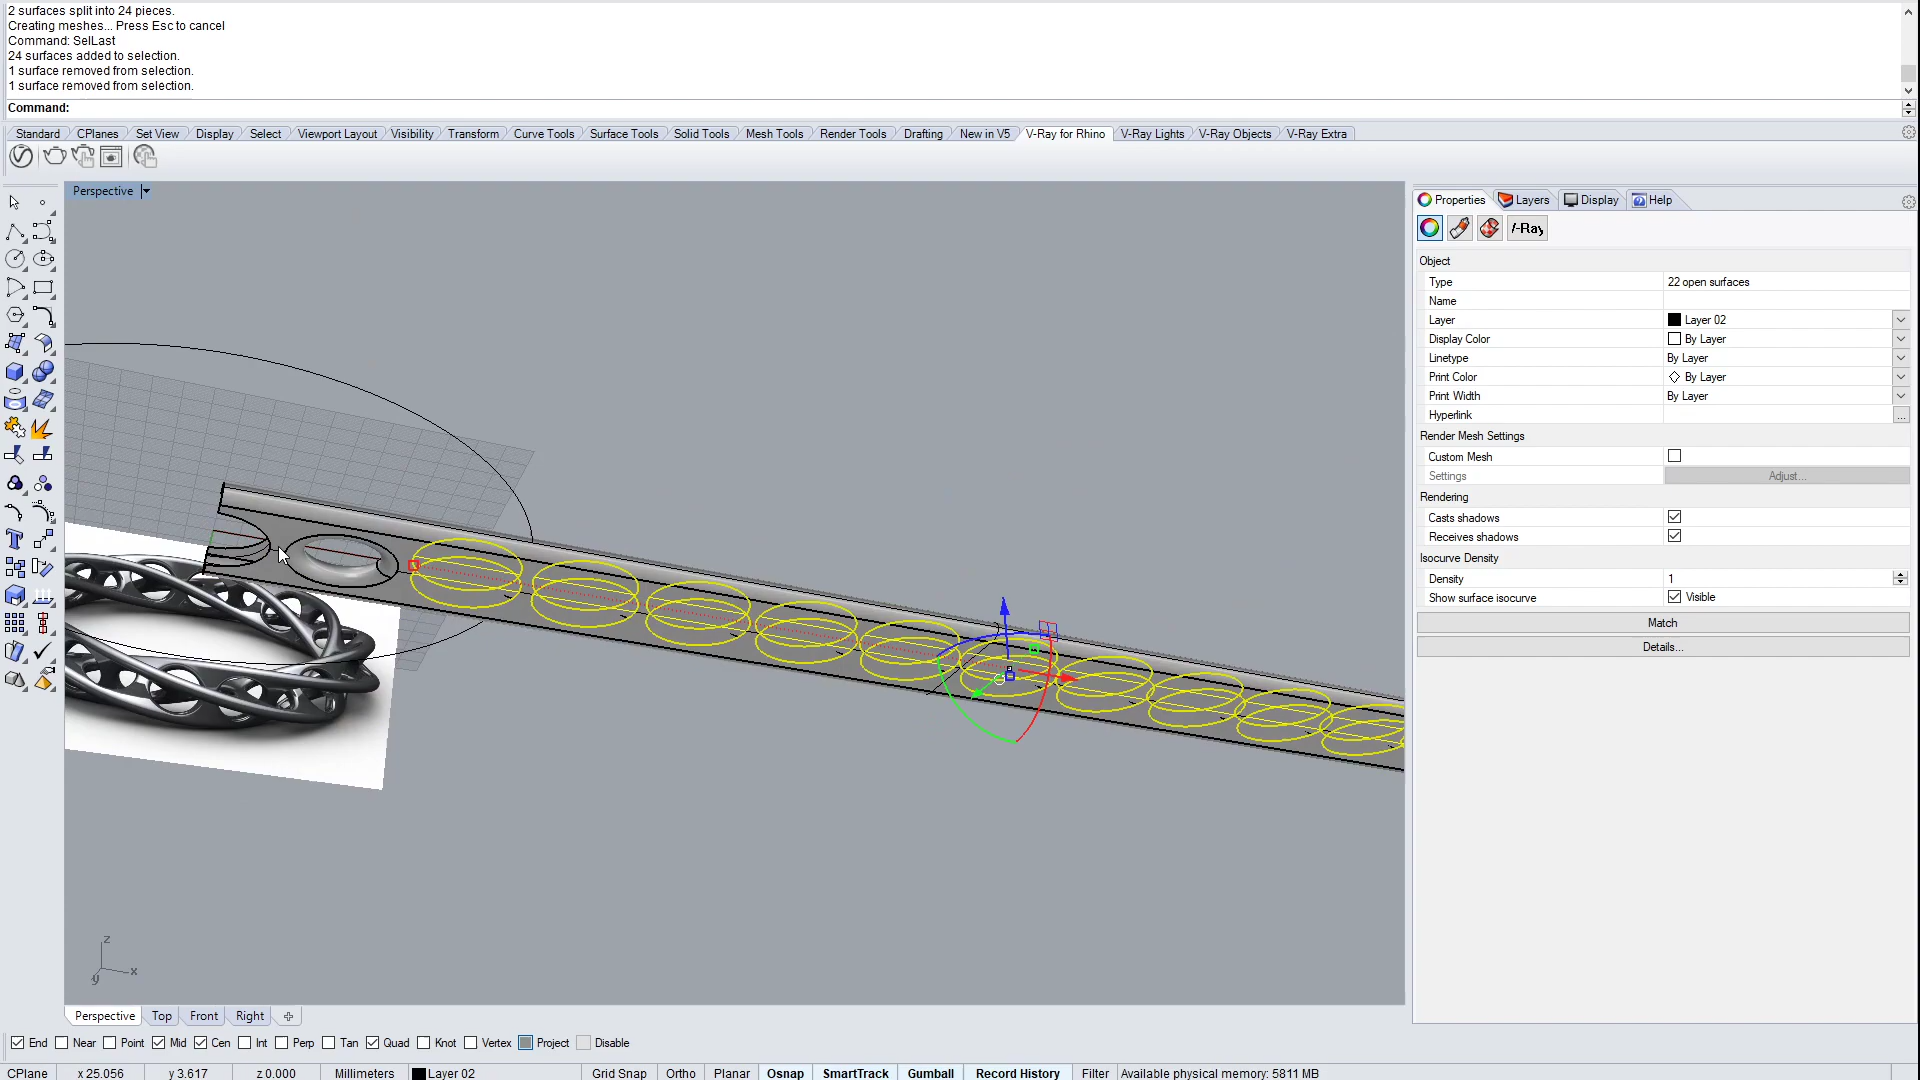 2 surfaces split into 24 pieces.
Creating meshes... Press Esc to cancel
Command: SelLast
24 surfaces added to selection.
1 surface removed from selection.
1 surface removed from selection.
Command:
Standard CPlanes Set View Display Select Viewport Layout Visibility Transform Curve Tools Surface Tools Solid Tools Mesh Tools Render Tools Drafting New in V5 V-Ray for Rhino V-Ray Lights V-Ray Objects V-Ray Extra
Perspective
Properties Layers Display Help
/-Ray
Object
Type 22 open surfaces
Name
Layer Layer 02
Display Color By Layer
Linetype By Layer
Print Color By Layer
Print Width By Layer
Hyperlink ...
Render Mesh Settings
Custom Mesh
Settings Adjust...
Rendering
Casts shadows
Receives shadows
Isocurve Density
Density 1
Show surface isocurve Visible
Match
Details...
z
x
y
Perspective Top Front Right
End Near Point Mid Cen Int Perp Tan Quad Knot Vertex Project Disable
CPlane x 25.056 y 3.617 z 0.000 Millimeters Layer 02 Grid Snap Ortho Planar Osnap SmartTrack Gumball Record History Filter Available physical memory: 5811 MB